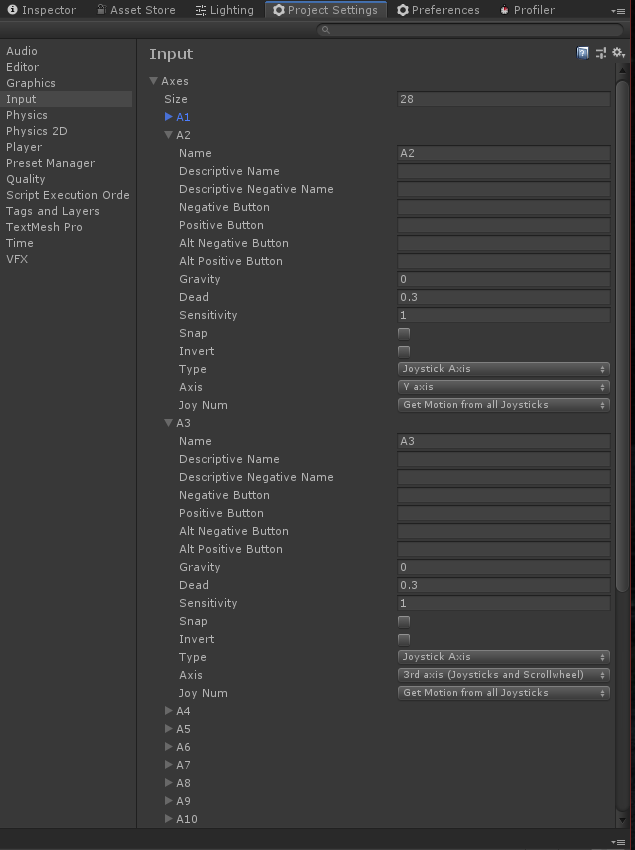 Inspector Asset Store Lighting Project Settings Preferences Profiler
Audio
Editor
Graphics
Input
Physics
Physics 2D
Player
Preset Manager
Quality
Script Execution Orde
Tags and Layers
TextMesh Pro
Time
VFX
Input
Axes
Size 28
A1
A2
Name A2
Descriptive Name
Descriptive Negative Name
Negative Button
Positive Button
Alt Negative Button
Alt Positive Button
Gravity 0
Dead 0.3
Sensitivity 1
Snap
Invert
Type Joystick Axis
Axis Y axis
Joy Num Get Motion from all Joysticks
A3
Name A3
Descriptive Name
Descriptive Negative Name
Negative Button
Positive Button
Alt Negative Button
Alt Positive Button
Gravity 0
Dead 0.3
Sensitivity 1
Snap
Invert
Type Joystick Axis
Axis 3rd axis (Joysticks and Scrollwheel)
Joy Num Get Motion from all Joysticks
A4
A5
A6
A7
A8
A9
A10